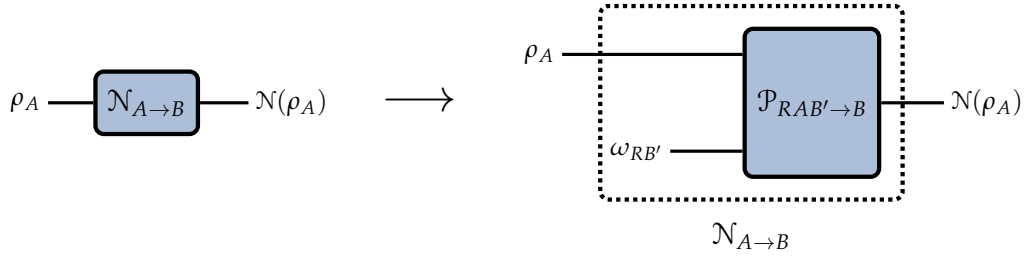 ρ_A 𝒩_{A→B} 𝒩(ρ_A) ⟶ ρ_A 𝒫_{RAB′→B} 𝒩(ρ_A)
ω_{RB′}
𝒩_{A→B}